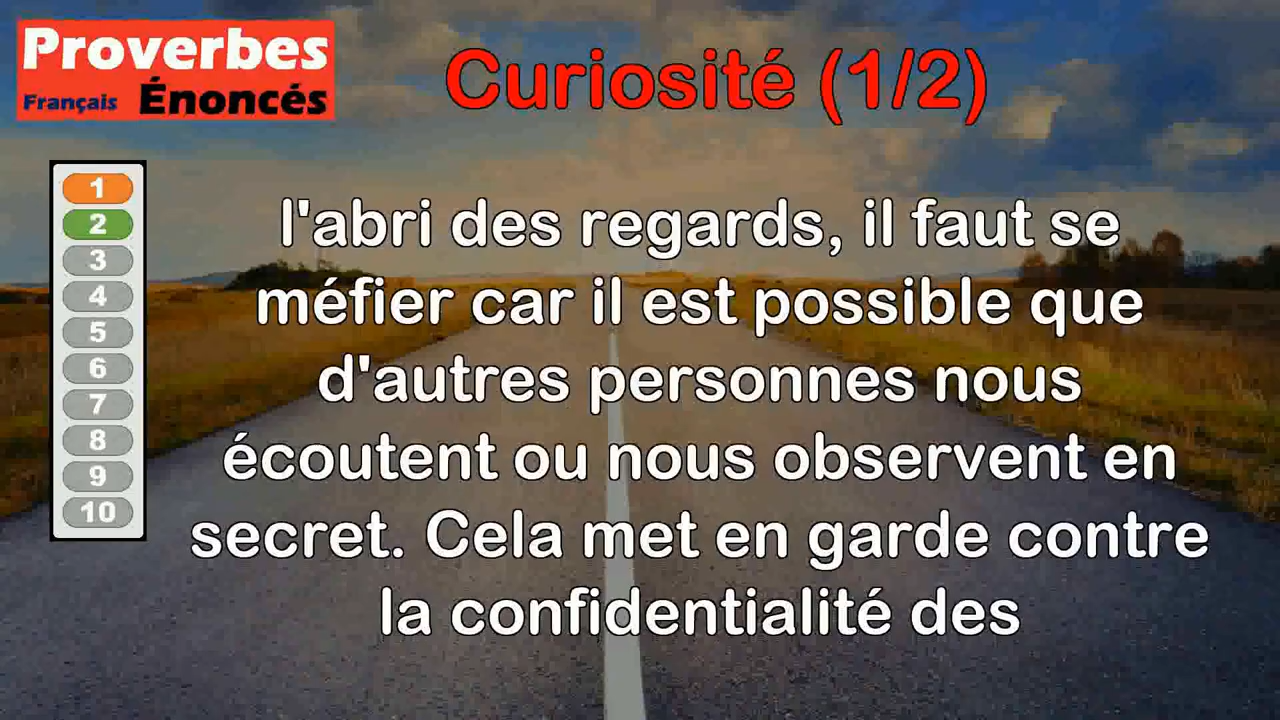 Proverbes
Français Énoncés
Curiosité (1/2)
1
2
3
4
5
6
7
8
9
10
l'abri des regards, il faut se
méfier car il est possible que
d'autres personnes nous
écoutent ou nous observent en
secret. Cela met en garde contre
la confidentialité des